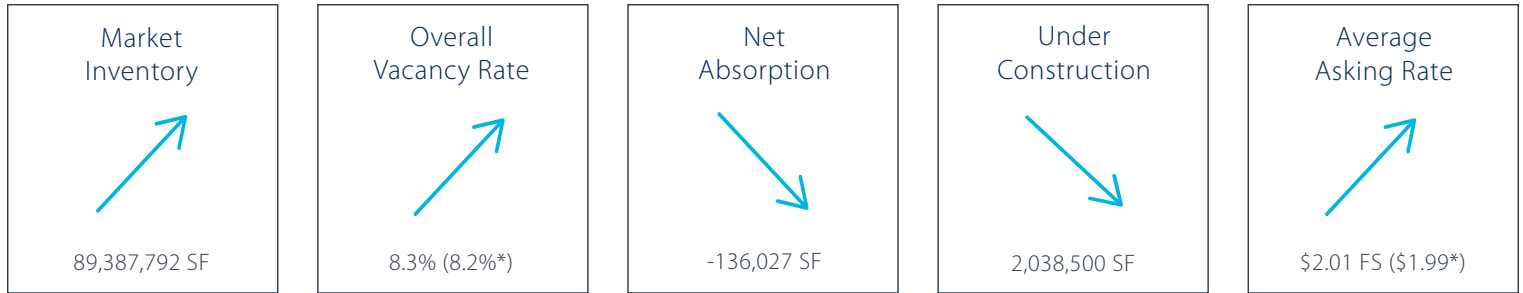 Market
Inventory
89,387,792 SF
Overall
Vacancy Rate
8.3% (8.2%*)
Net
Absorption
-136,027 SF
Under
Construction
2,038,500 SF
Average
Asking Rate
$2.01 FS ($1.99*)